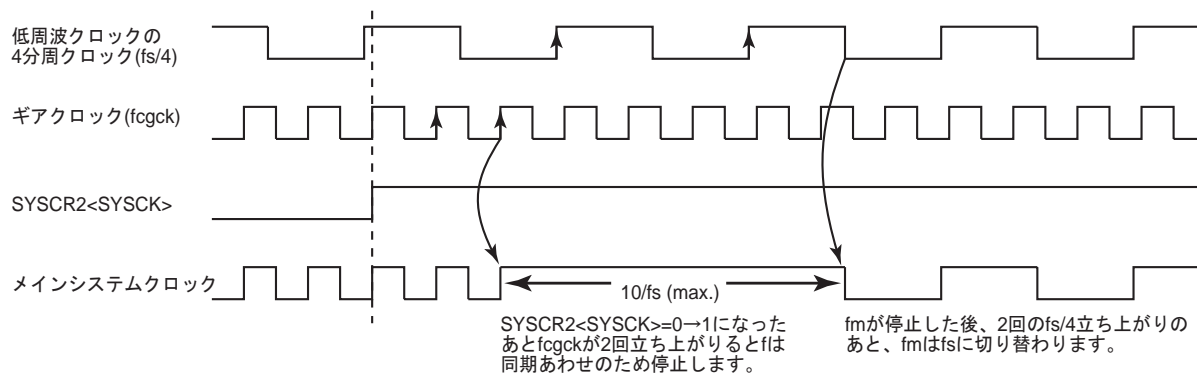 低周波クロックの
4分周クロック(fs/4)
ギアクロック(fcgck)
SYSCR2<SYSCK>
メインシステムクロック
10/fs (max.)
SYSCR2<SYSCK>=0→1になった
あとfcgckが2回立ち上がるとfは
同期あわせのため停止します。
fmが停止した後、2回のfs/4立ち上がりの
あと、fmはfsに切り替わります。